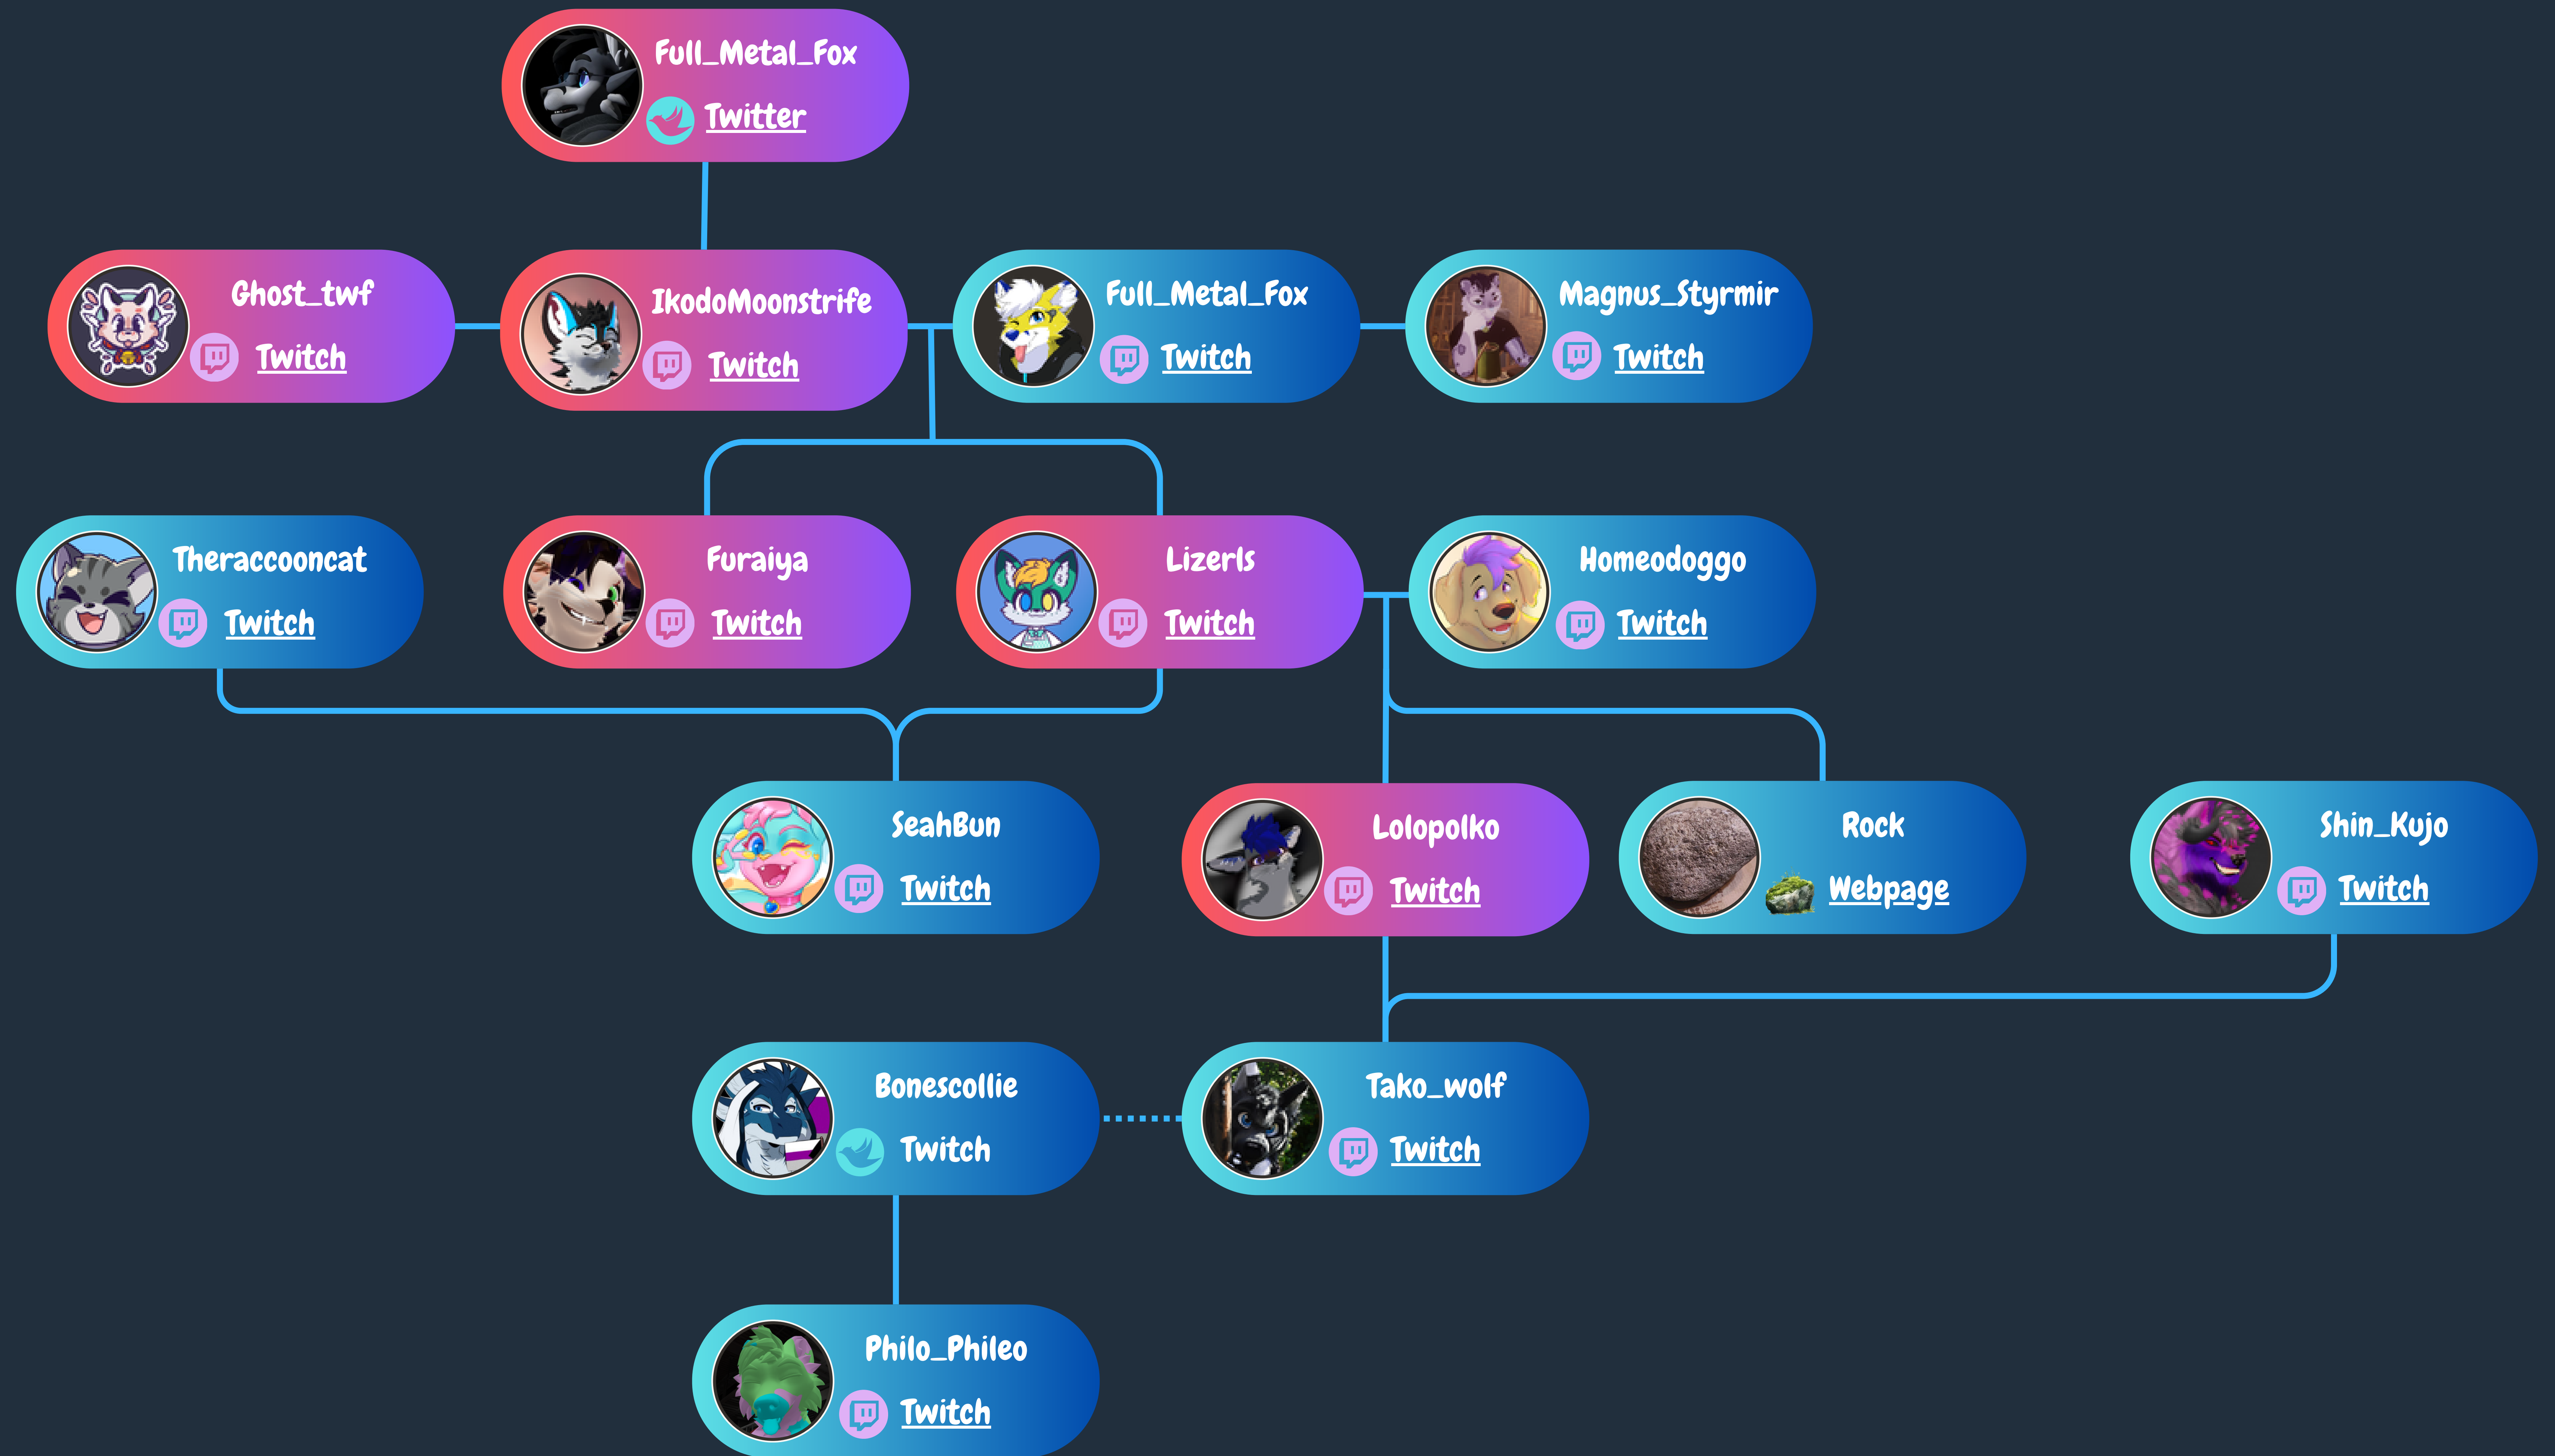 Full_Metal_Fox
Twitter
Ghost_twf
Twitch
IkodoMoonstrife
Twitch
Full_Metal_Fox
Twitch
Magnus_Styrmir
Twitch
Theraccooncat
Twitch
Furaiya
Twitch
Lizerls
Twitch
Homeodoggo
Twitch
SeahBun
Twitch
Lolopolko
Twitch
Rock
Webpage
Shin_Kujo
Twitch
Bonescollie
Twitch
Tako_wolf
Twitch
Philo_Phileo
Twitch